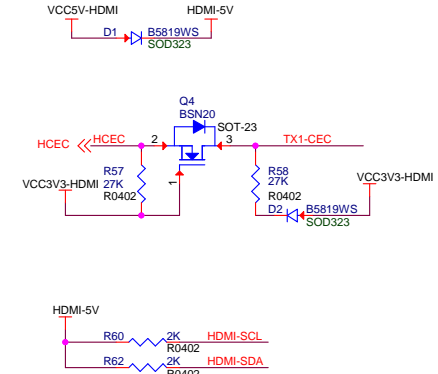 VCC5V-HDMI HDMI-5V
D1 B5819WS
SOD323
Q4
BSN20
SOT-23
HCEC HCEC 2 3 TX1-CEC
R57 R58
VCC3V3-HDMI 27K 1 27K VCC3V3-HDMI
R0402 R0402
D2 B5819WS
SOD323
HDMI-5V
R60 2K HDMI-SCL
R0402
R62 2K HDMI-SDA
R0402